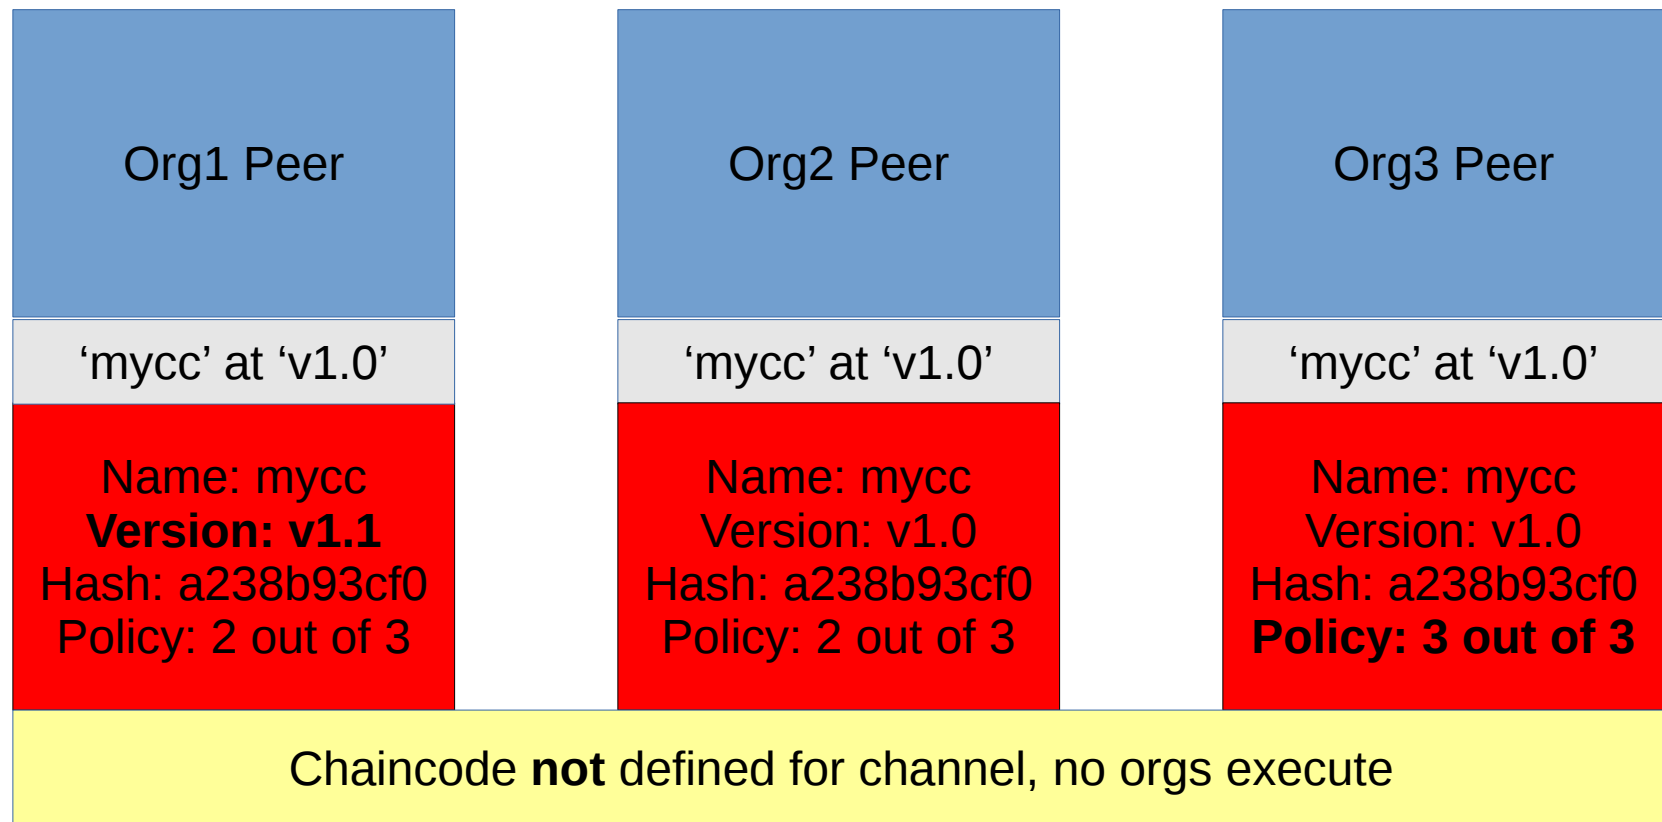 Org1 Peer
Org2 Peer
Org3 Peer
‘mycc’ at ‘v1.0’
‘mycc’ at ‘v1.0’
‘mycc’ at ‘v1.0’
Name: mycc
Version: v1.1
Hash: a238b93cf0
Policy: 2 out of 3
Name: mycc
Version: v1.0
Hash: a238b93cf0
Policy: 2 out of 3
Name: mycc
Version: v1.0
Hash: a238b93cf0
Policy: 3 out of 3
Chaincode not defined for channel, no orgs execute